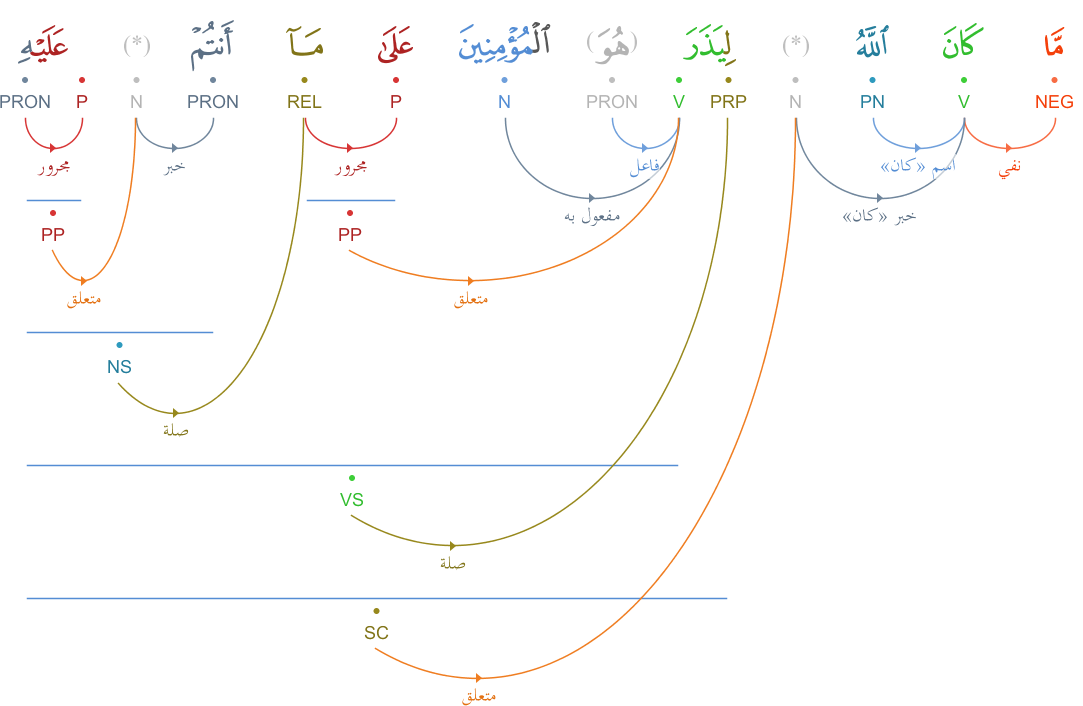 مَّا كَانَ ٱللَّهُ (*) لِيَذَرَ (هُوَ) ٱلْمُؤْمِنِينَ عَلَىٰ مَآ أَنتُمْ (*) عَلَيْهِ
NEG V PN N PRP V PRON N P REL PRON N P PRON
نفي اسم «كان» فاعل مجرور خبر مجرور
خبر «كان» مفعول به
PP PP
متعلق متعلق
NS
صلة
VS
صلة
SC
متعلق